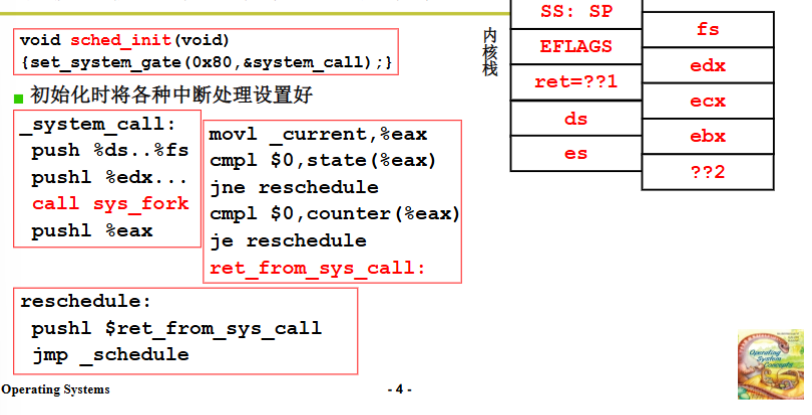 void sched_init(void)
{set_system_gate(0x80,&system_call);}
初始化时将各种中断处理设置好
_system_call:
push %ds..%fs
pushl %edx...
call sys_fork
pushl %eax
movl _current,%eax
cmpl $0,state(%eax)
jne reschedule
cmpl $0,counter(%eax)
je reschedule
ret_from_sys_call:
reschedule:
pushl $ret_from_sys_call
jmp _schedule
内核栈
SS: SP
EFLAGS
ret=??1
ds
es
fs
edx
ecx
ebx
??2
Operating Systems
- 4 -
Operating
System
Concepts